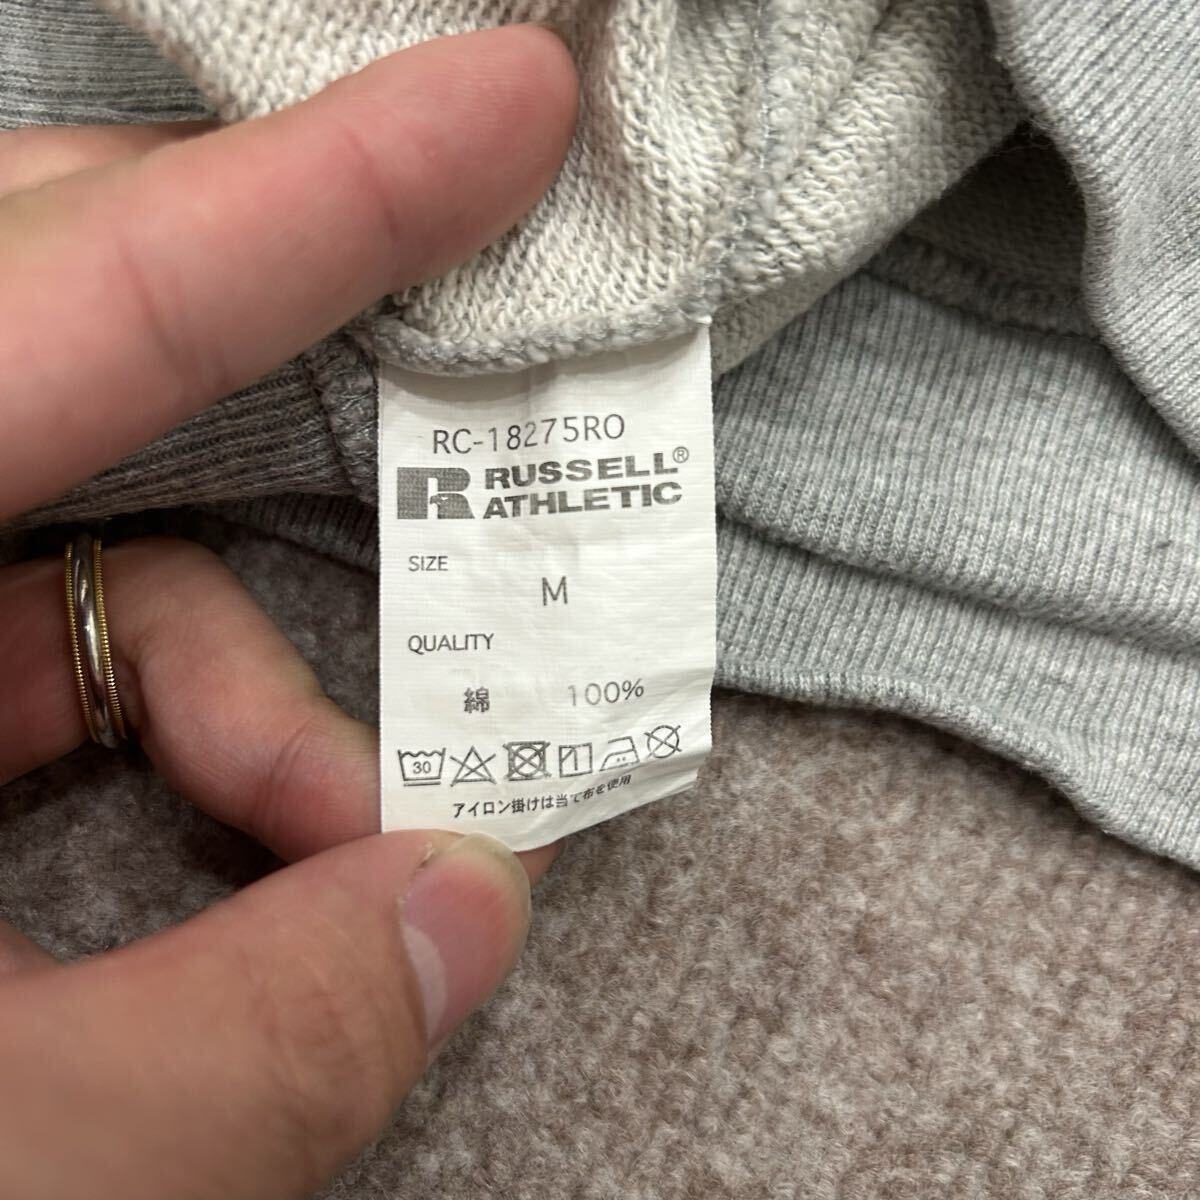 RC-18275RO
RUSSELL®
ATHLETIC
SIZE
M
QUALITY
綿 100%
30
アイロン掛けは当て布を使用